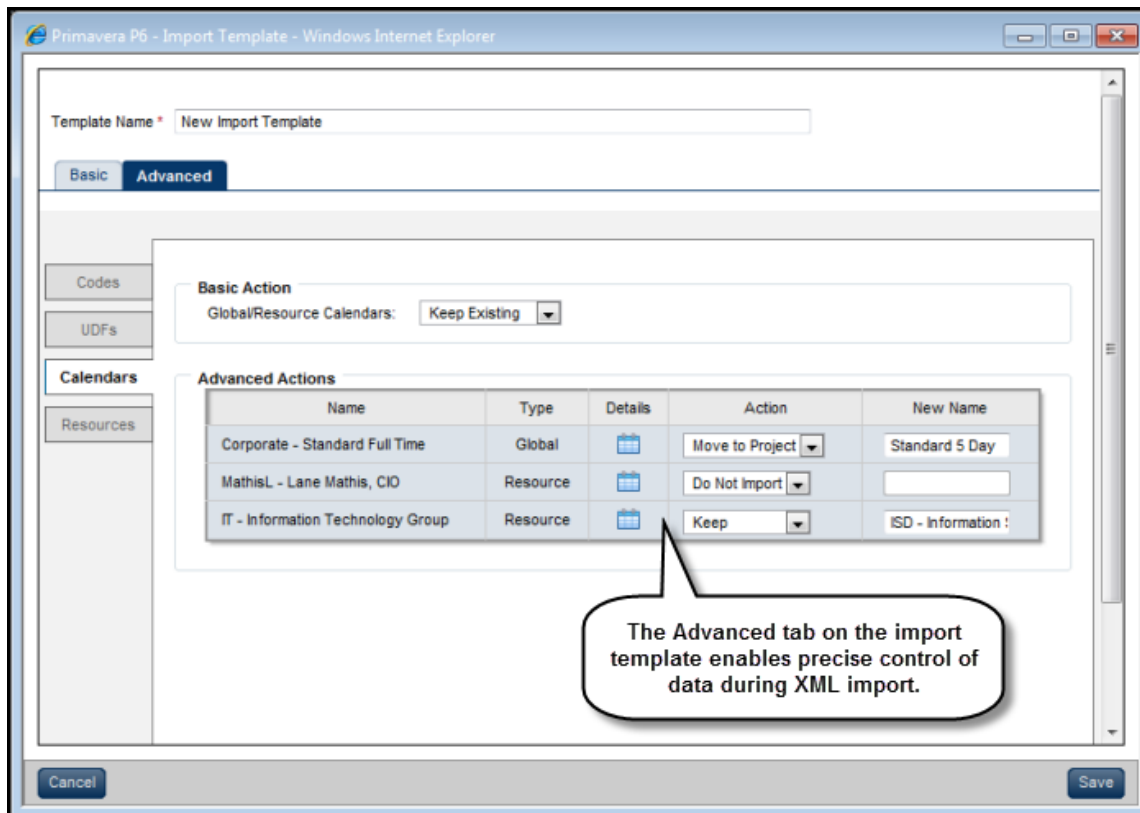 Primavera P6 - Import Template - Windows Internet Explorer
Template Name * New Import Template
Basic Advanced
Codes
UDFs
Calendars
Resources
Basic Action
Global/Resource Calendars: Keep Existing
Advanced Actions
Name Type Details Action New Name
Corporate - Standard Full Time Global Move to Project Standard 5 Day
MathisL - Lane Mathis, CIO Resource Do Not Import
IT - Information Technology Group Resource Keep ISD - Information
The Advanced tab on the import
template enables precise control of
data during XML import.
Cancel Save